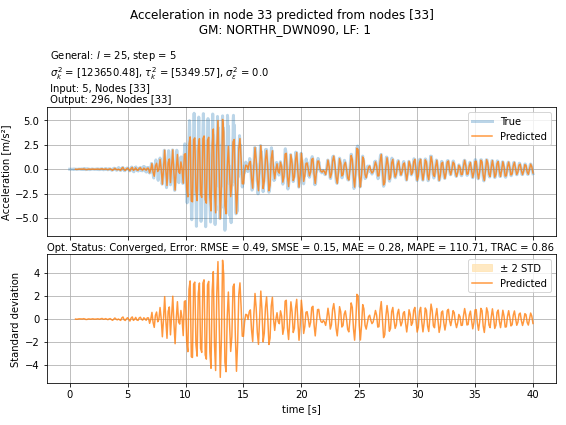 Acceleration in node 33 predicted from nodes [33]
GM: NORTHR_DWN090, LF: 1
General: l = 25, step = 5
σ²ₖ = [123650.48], τ²ₖ = [5349.57], σ²ₛ = 0.0
Input: 5, Nodes [33]
Output: 296, Nodes [33]
Acceleration [m/s²]
5.0
2.5
0.0
−2.5
−5.0
True
Predicted
Opt. Status: Converged, Error: RMSE = 0.49, SMSE = 0.15, MAE = 0.28, MAPE = 110.71, TRAC = 0.86
Standard deviation
4
2
0
−2
−4
± 2 STD
Predicted
0 5 10 15 20 25 30 35 40
time [s]